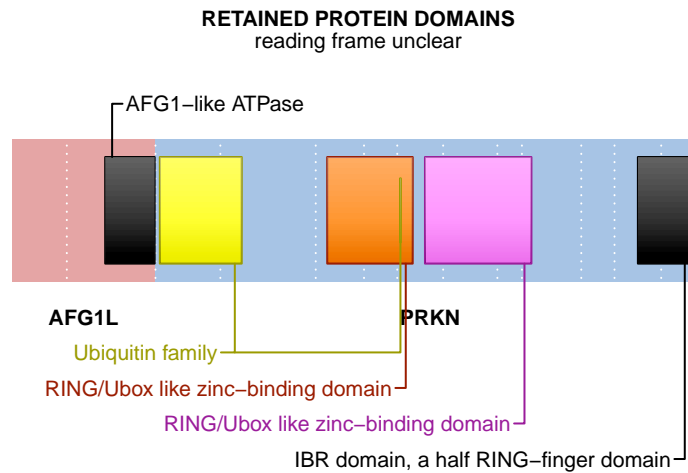 RETAINED PROTEIN DOMAINS
reading frame unclear
AFG1−like ATPase
AFG1L
PRKN
Ubiquitin family
RING/Ubox like zinc−binding domain
RING/Ubox like zinc−binding domain
IBR domain, a half RING−finger domain